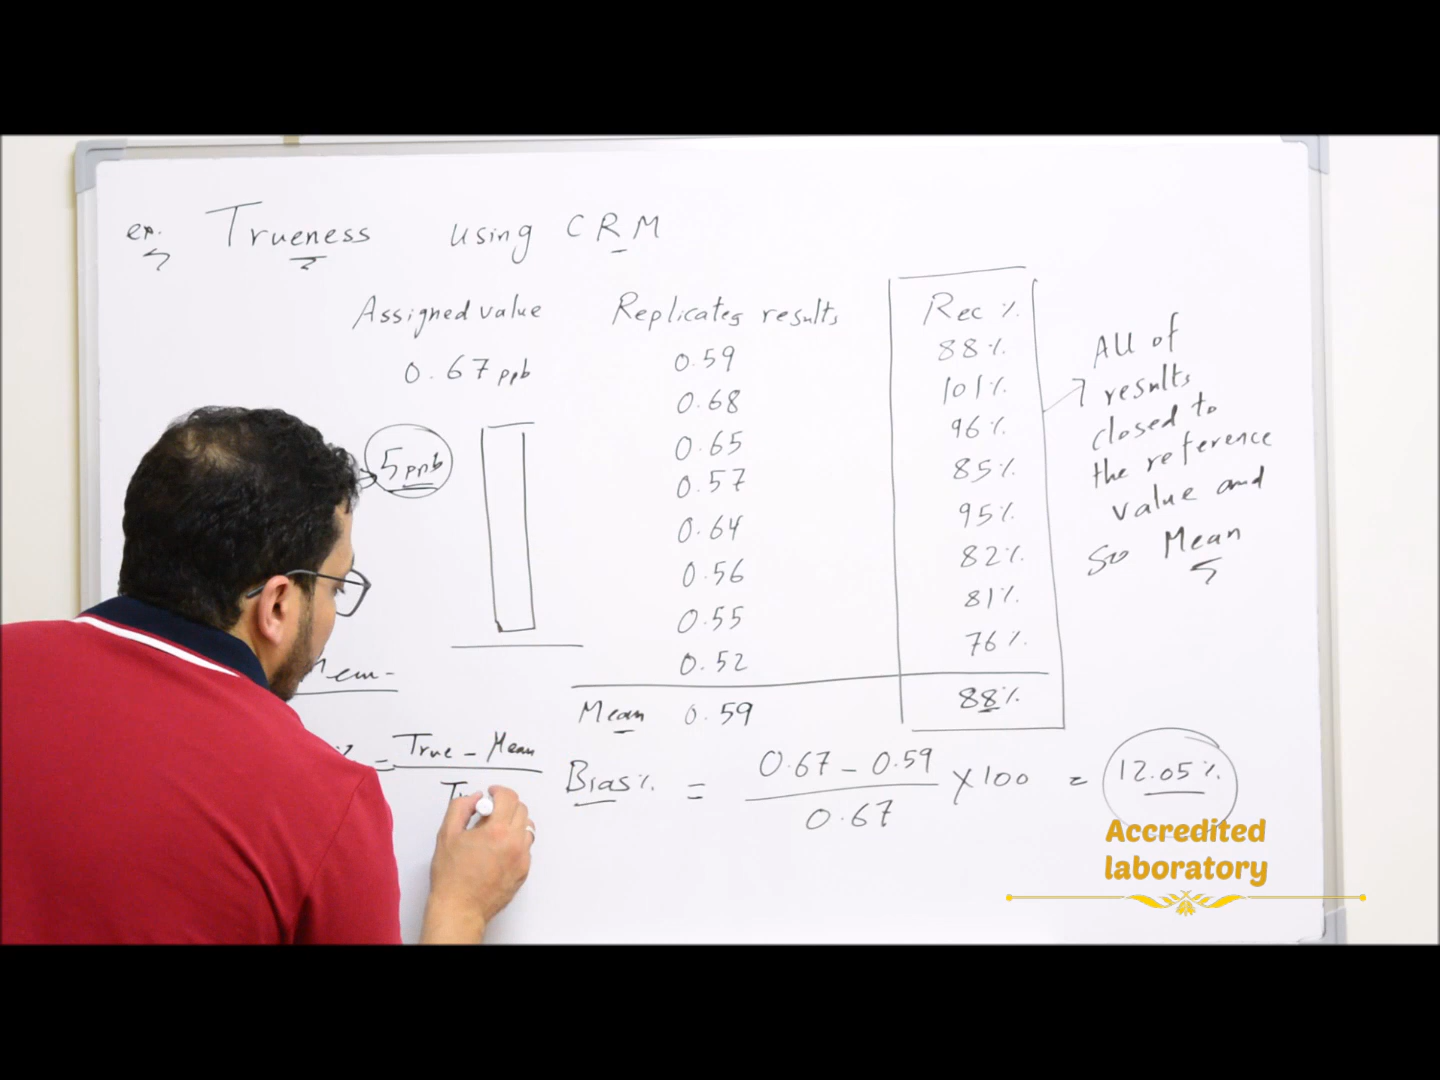 ex. Trueness using CRM
Assigned value Replicates results Rec %
0.67 ppb 0.59 88%
0.68 101%
0.65 96%
5 ppb 0.57 85%
0.64 95%
0.56 82%
0.55 81%
0.52 76%
Mean 0.59 88%
All of
results
closed to
the reference
value and
so Mean
% = True - Mean
Bias% = 0.67 - 0.59 × 100 = 12.05%
0.67
Accredited
laboratory